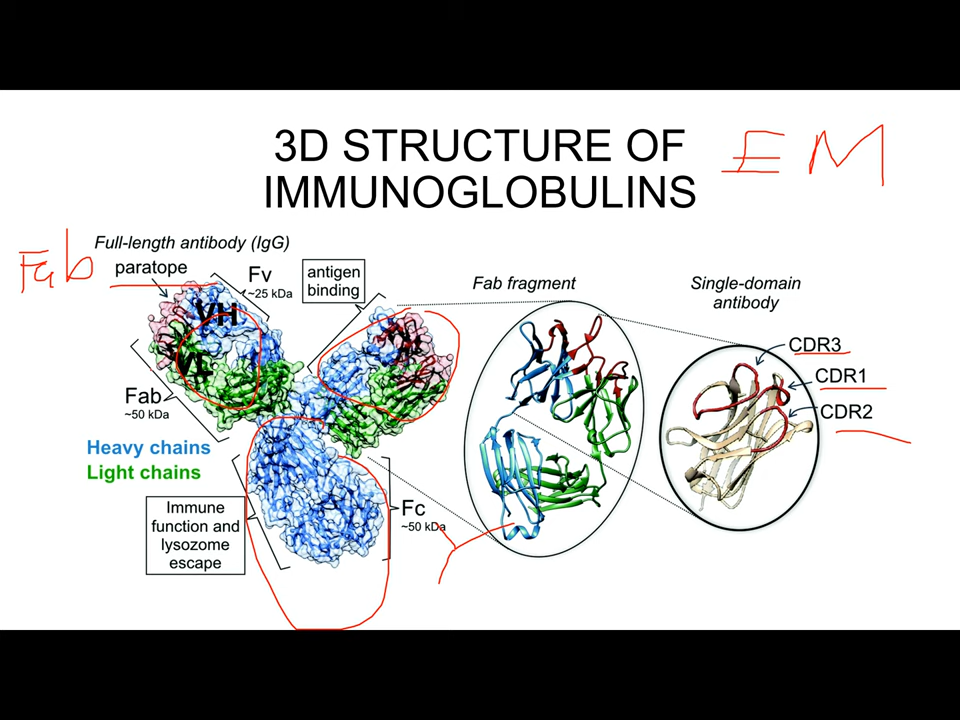 3D STRUCTURE OF
IMMUNOGLOBULINS
EM
Fab
Full-length antibody (IgG)
paratope
Fv
~25 kDa
antigen
binding
VH
VL
Fab
~50 kDa
Heavy chains
Light chains
Immune
function and
lysozome
escape
Fc
~50 kDa
Fab fragment
Single-domain
antibody
CDR3
CDR1
CDR2